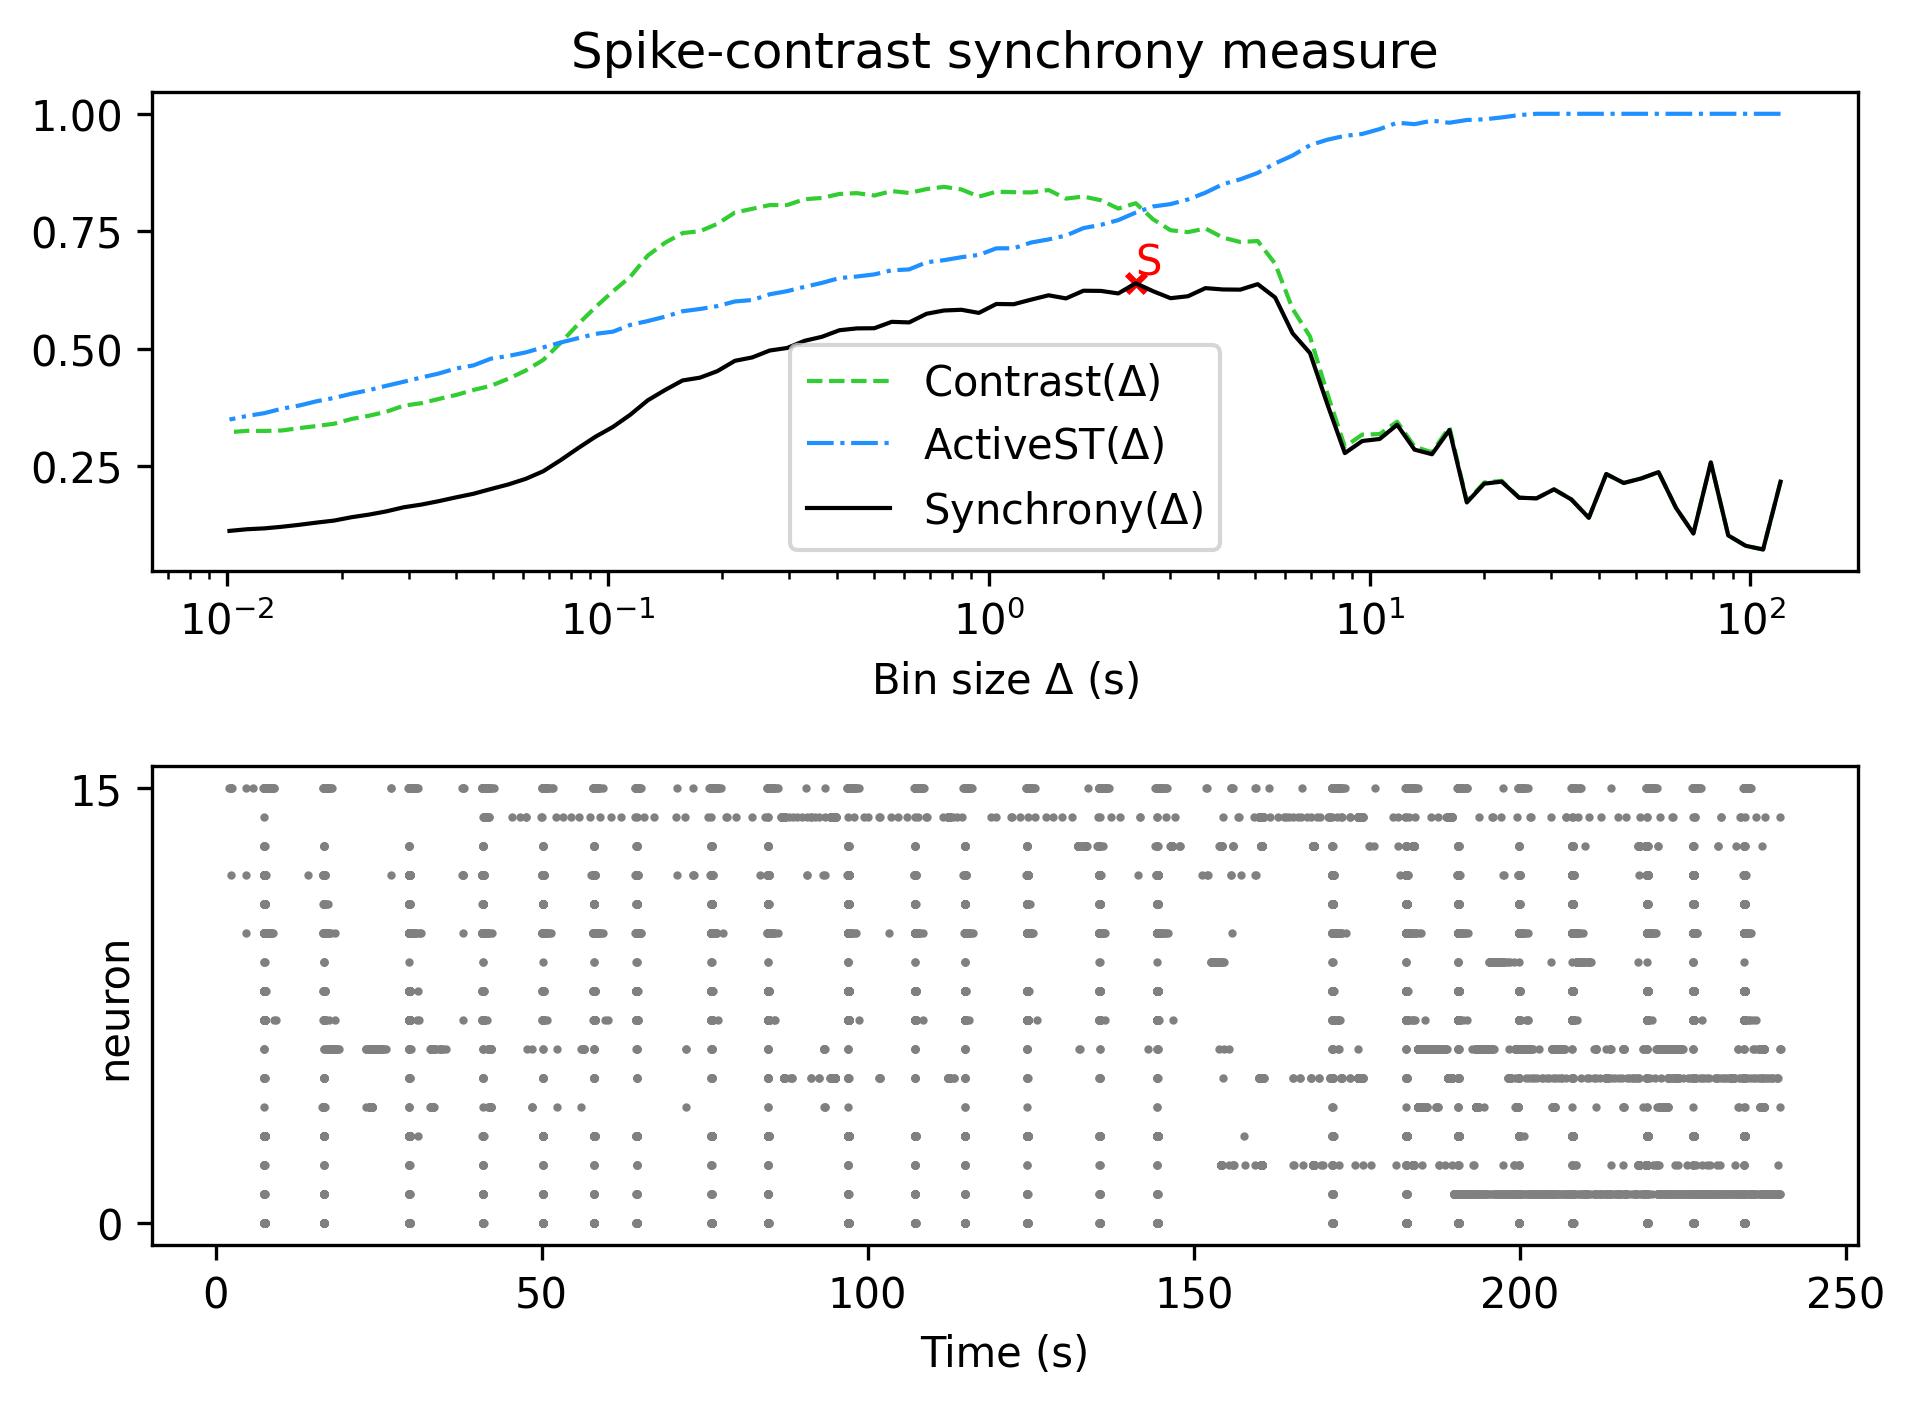 Spike-contrast synchrony measure
1.00
0.75
0.50
0.25
S
Contrast(Δ)
ActiveST(Δ)
Synchrony(Δ)
10⁻² 10⁻¹ 10⁰ 10¹ 10²
Bin size Δ (s)
15
neuron
0
0 50 100 150 200 250
Time (s)